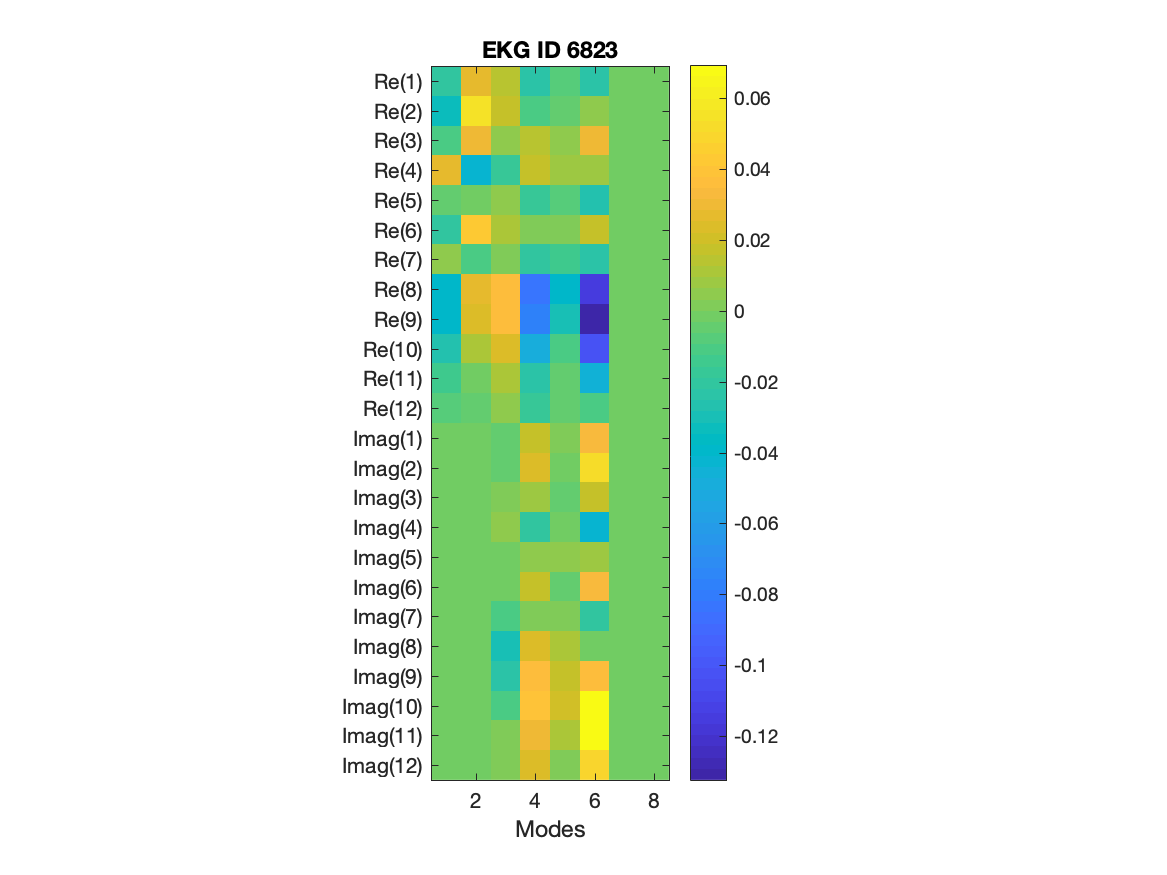 EKG ID 6823
Re(1)
Re(2)
Re(3)
Re(4)
Re(5)
Re(6)
Re(7)
Re(8)
Re(9)
Re(10)
Re(11)
Re(12)
Imag(1)
Imag(2)
Imag(3)
Imag(4)
Imag(5)
Imag(6)
Imag(7)
Imag(8)
Imag(9)
Imag(10)
Imag(11)
Imag(12)
2 4 6 8
Modes
0.06
0.04
0.02
0
-0.02
-0.04
-0.06
-0.08
-0.1
-0.12